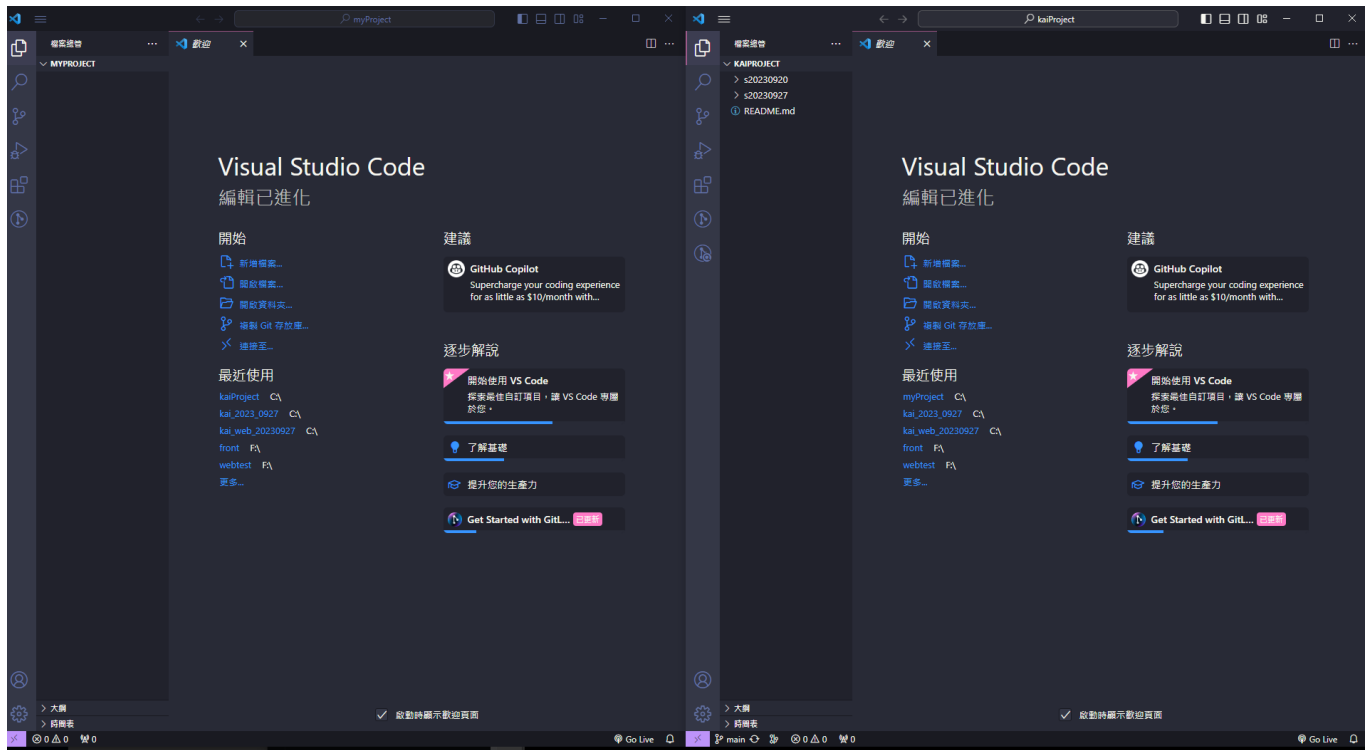 myProject
檔案總管
歡迎
MYPROJECT
Visual Studio Code
編輯已進化
開始
新增檔案...
開啟檔案...
開啟資料夾...
複製 Git 存放庫...
連接至...
最近使用
kaiProject C:\
kai_2023_0927 C:\
kai_web_20230927 C:\
front F:\
webtest F:\
更多...
建議
GitHub Copilot
Supercharge your coding experience
for as little as $10/month with...
逐步解說
開始使用 VS Code
探索最佳自訂項目，讓 VS Code 專屬
於您。
了解基礎
提升您的生產力
Get Started with GitL... 已更新
大綱
時間表
啟動時顯示歡迎頁面
0 0 0 Go Live
kaiProject
檔案總管
歡迎
KAIPROJECT
s20230920
s20230927
README.md
Visual Studio Code
編輯已進化
開始
新增檔案...
開啟檔案...
開啟資料夾...
複製 Git 存放庫...
連接至...
最近使用
myProject C:\
kai_2023_0927 C:\
kai_web_20230927 C:\
front F:\
webtest F:\
更多...
建議
GitHub Copilot
Supercharge your coding experience
for as little as $10/month with...
逐步解說
開始使用 VS Code
探索最佳自訂項目，讓 VS Code 專屬
於您。
了解基礎
提升您的生產力
Get Started with GitL... 已更新
大綱
時間表
啟動時顯示歡迎頁面
main 0 0 0 Go Live